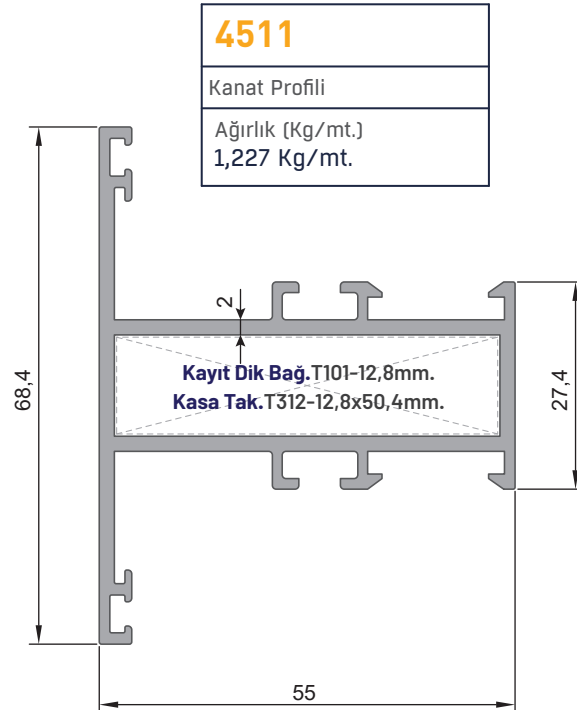 4511
Kanat Profili
Ağırlık (Kg/mt.)
1,227 Kg/mt.
2
68,4
27,4
Kayıt Dik Bağ.T101-12,8mm.
Kasa Tak.T312-12,8x50,4mm.
55